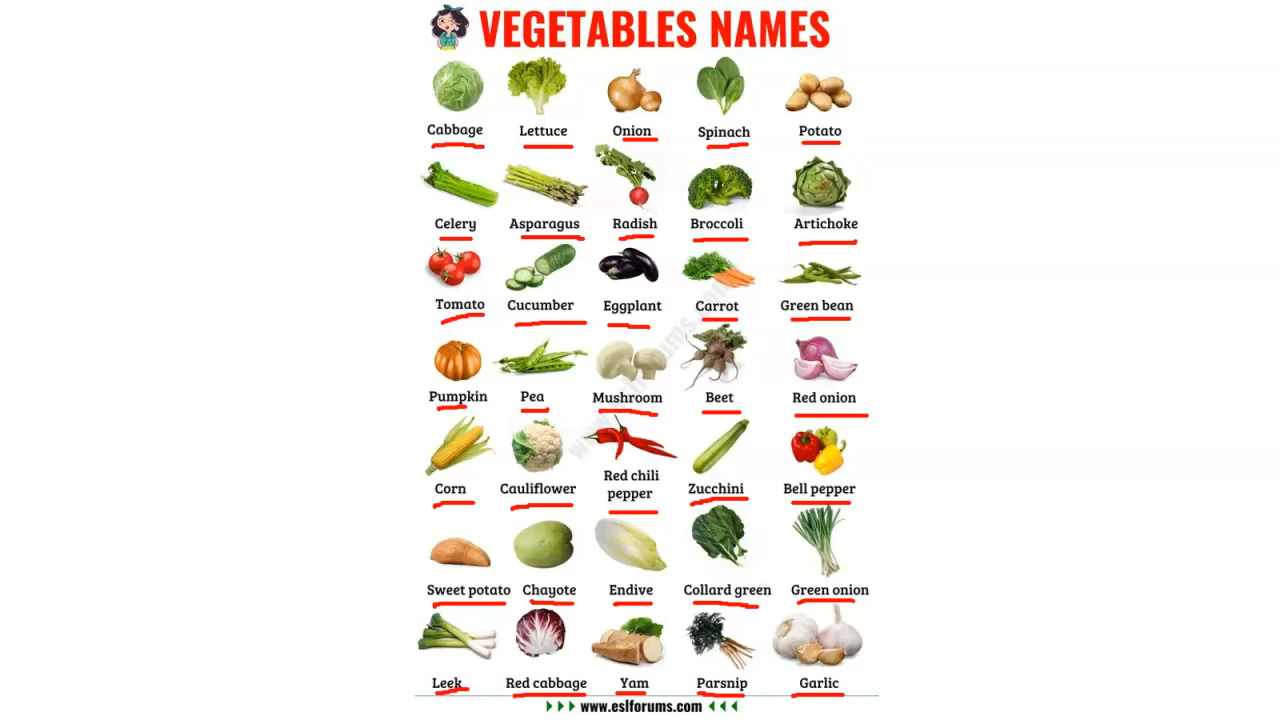 VEGETABLES NAMES
Cabbage Lettuce Onion Spinach Potato
Celery Asparagus Radish Broccoli Artichoke
Tomato Cucumber Eggplant Carrot Green bean
Pumpkin Pea Mushroom Beet Red onion
Corn Cauliflower Red chili pepper Zucchini Bell pepper
Sweet potato Chayote Endive Collard green Green onion
Leek Red cabbage Yam Parsnip Garlic
www.eslforums.com